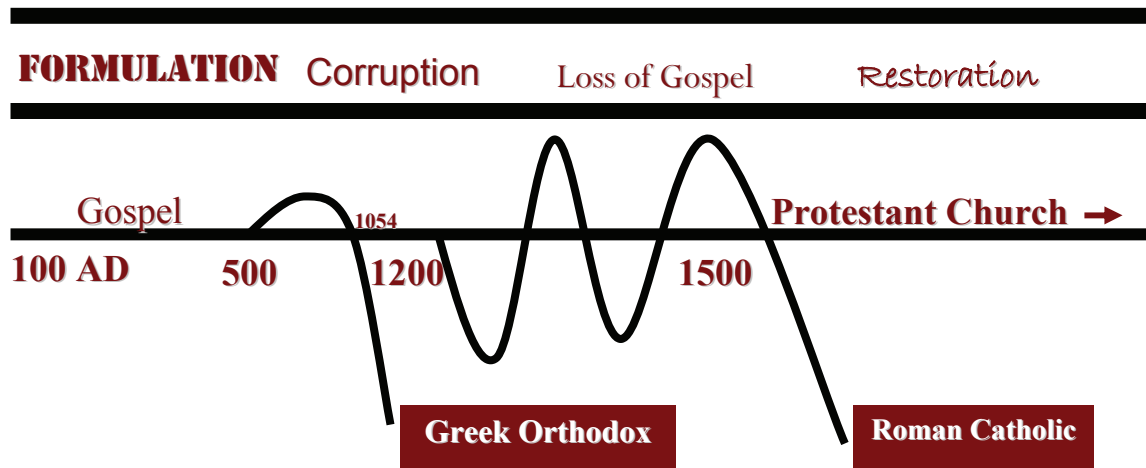 FORMULATION Corruption Loss of Gospel Restoration
Gospel 1054 Protestant Church →
100 AD 500 1200 1500
Greek Orthodox Roman Catholic